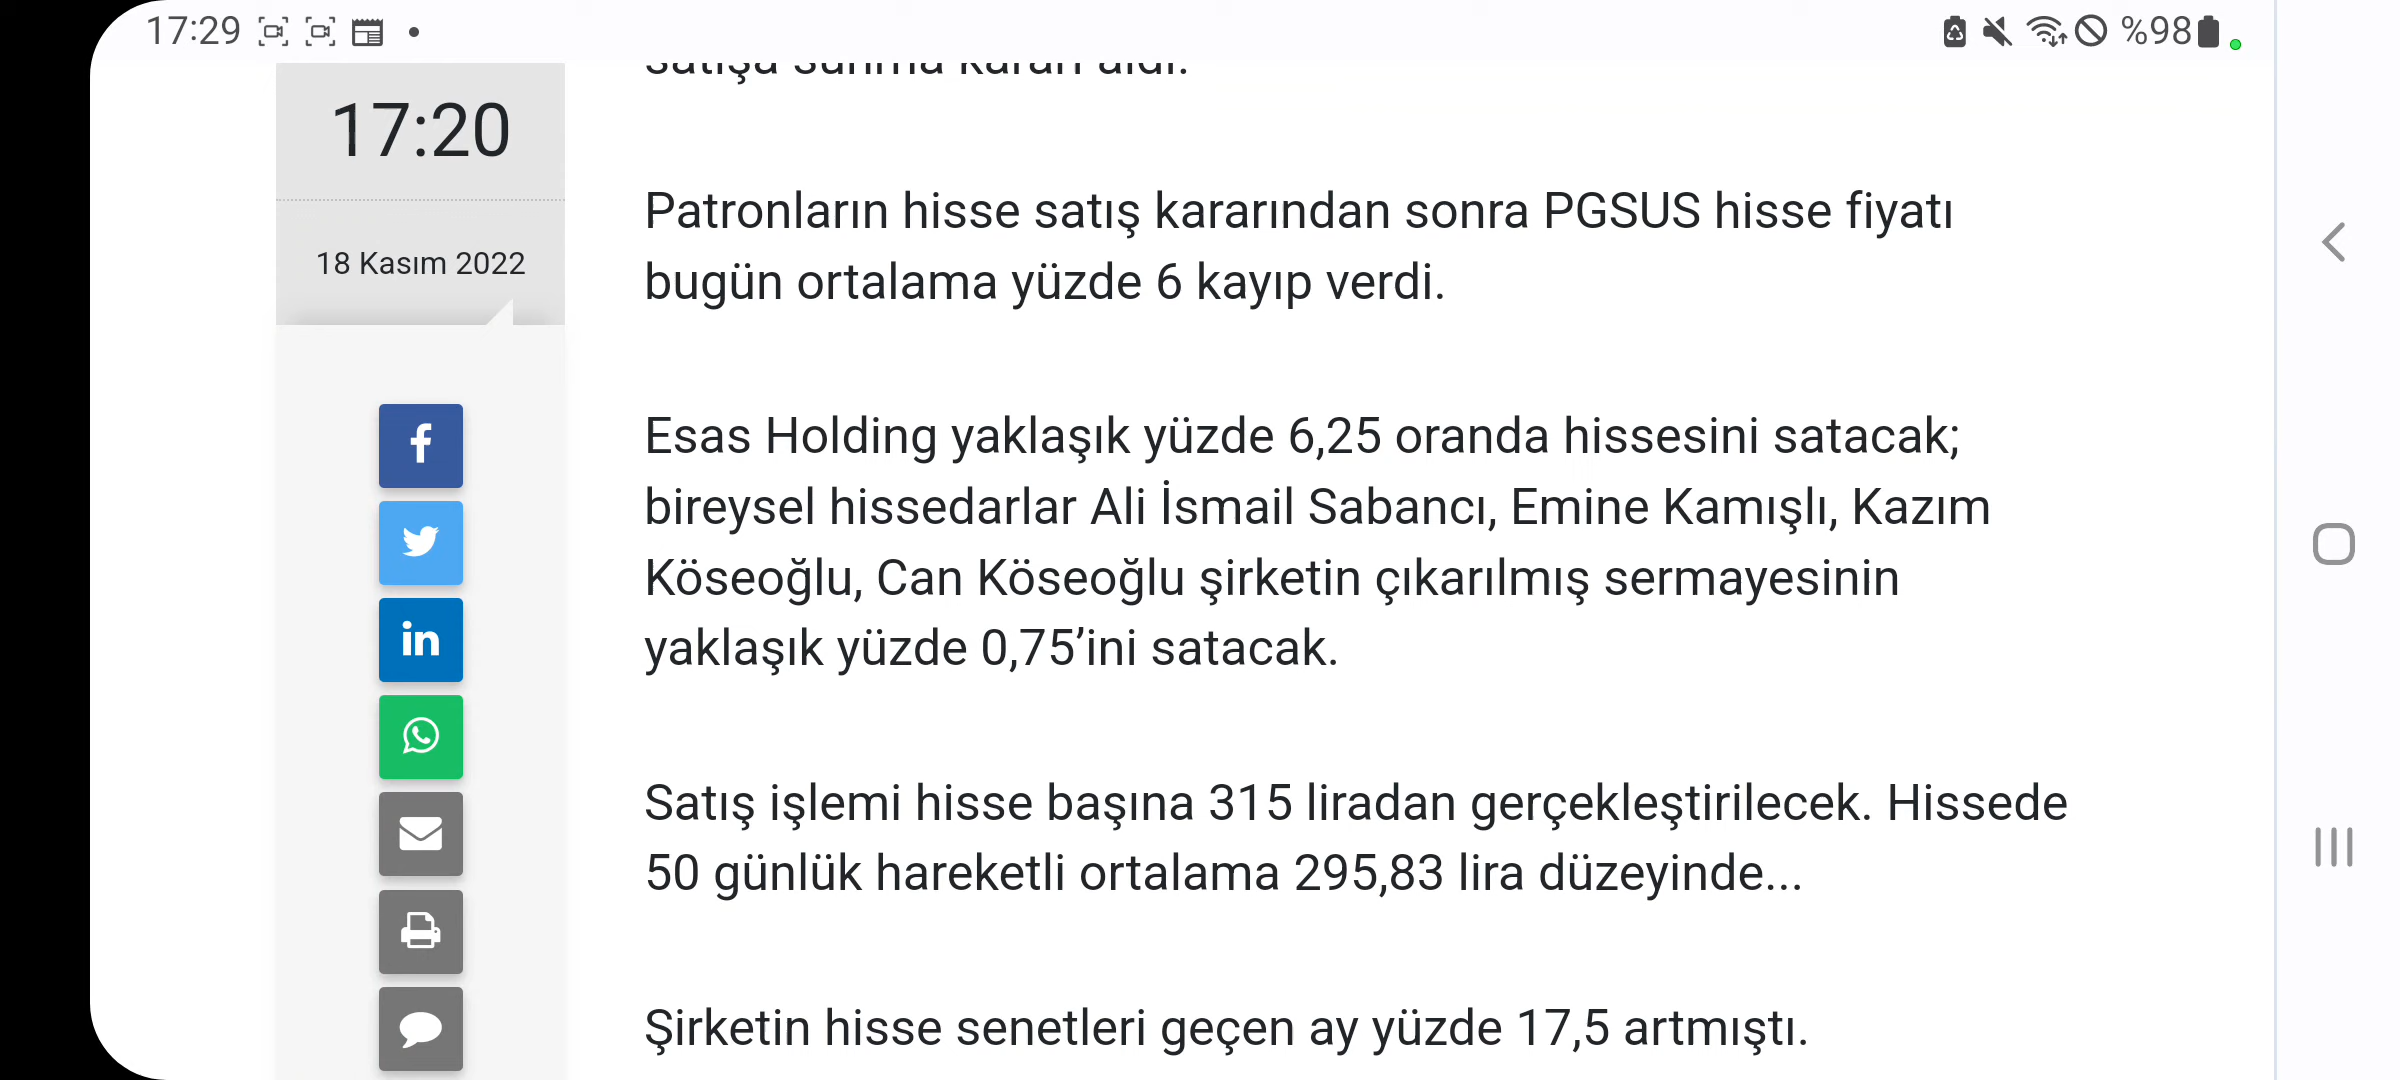 17:29
%98
17:20
18 Kasım 2022
satışa sunma kararı aldı.
Patronların hisse satış kararından sonra PGSUS hisse fiyatı
bugün ortalama yüzde 6 kayıp verdi.
Esas Holding yaklaşık yüzde 6,25 oranda hissesini satacak;
bireysel hissedarlar Ali İsmail Sabancı, Emine Kamışlı, Kazım
Köseoğlu, Can Köseoğlu şirketin çıkarılmış sermayesinin
yaklaşık yüzde 0,75’ini satacak.
Satış işlemi hisse başına 315 liradan gerçekleştirilecek. Hissede
50 günlük hareketli ortalama 295,83 lira düzeyinde...
Şirketin hisse senetleri geçen ay yüzde 17,5 artmıştı.